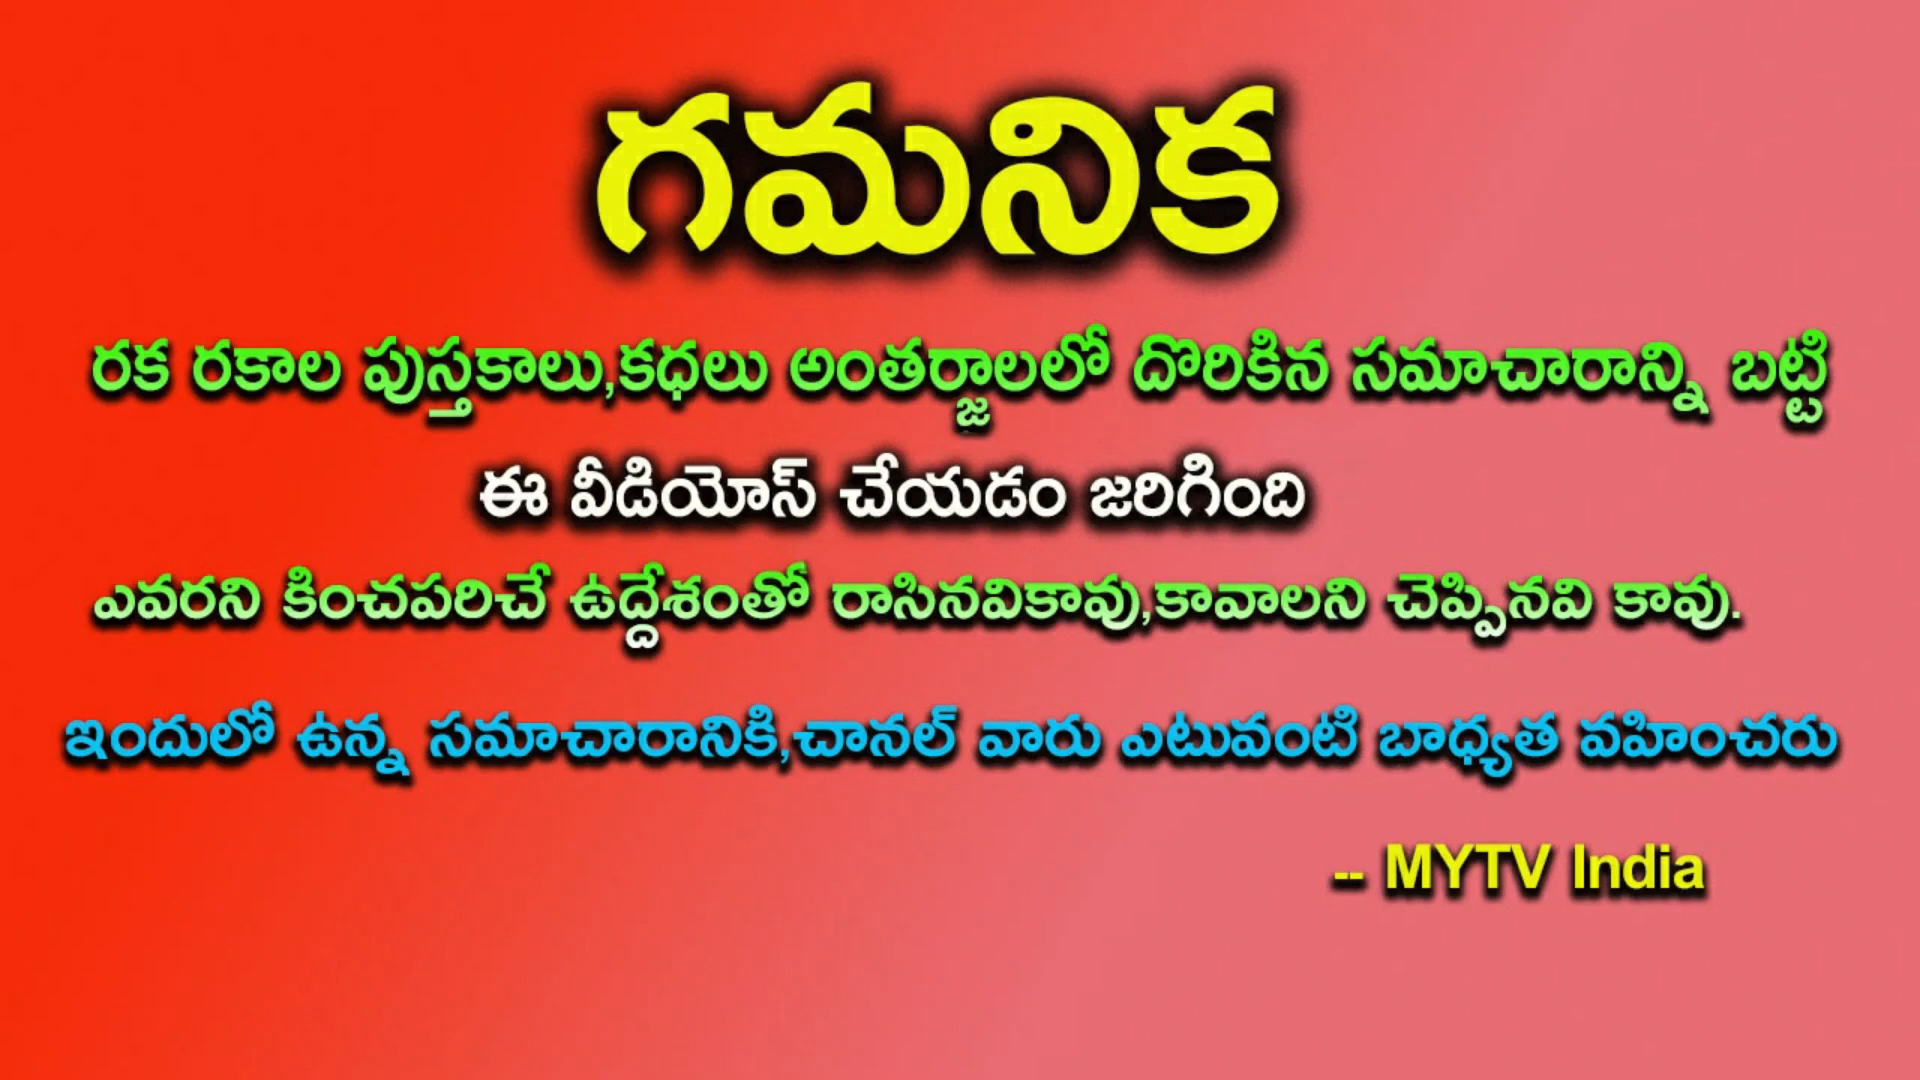 గమనిక
రక రకాల పుస్తకాలు,కధలు అంతర్జాలలో దొరికిన సమాచారాన్ని బట్టి
ఈ వీడియోస్ చేయడం జరిగింది
ఎవరని కించపరిచే ఉద్దేశంతో రాసినవికావు,కావాలని చెప్పినవి కావు.
ఇందులో ఉన్న సమాచారానికి,చానల్ వారు ఎటువంటి బాధ్యత వహించరు
-- MYTV India